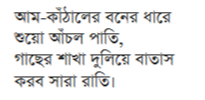 আম-কাঁঠালের বনের ধারে
শুয়ো আঁচল পাতি,
গাছের শাখা দুলিয়ে বাতাস
করব সারা রাতি।